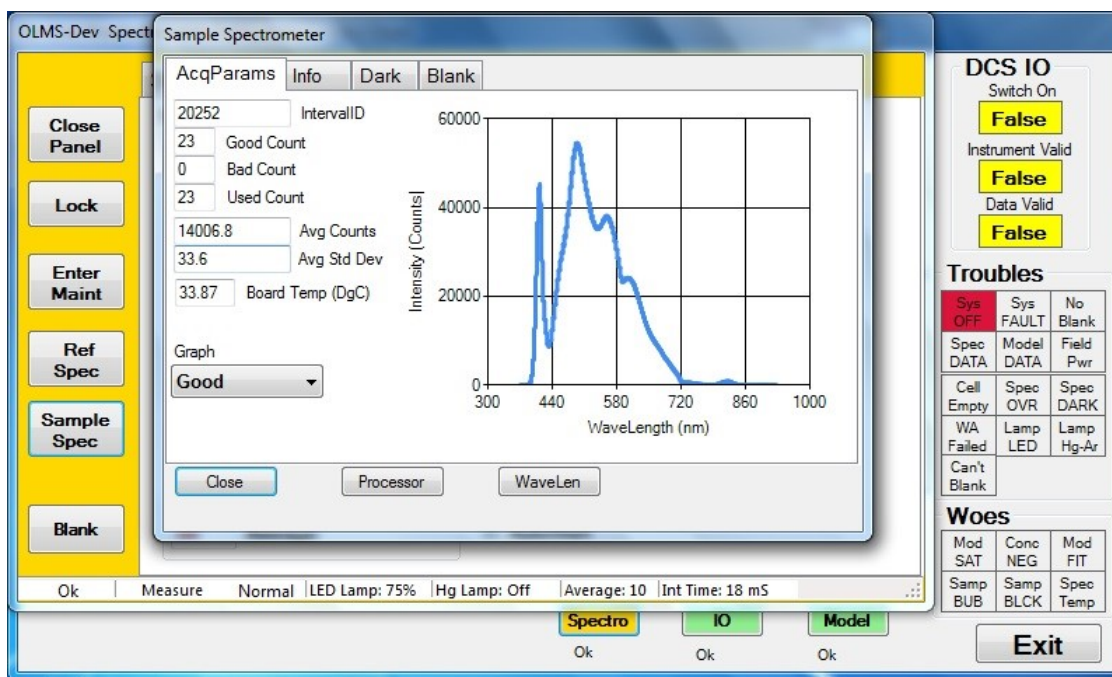 OLMS-Dev Spect
Sample Spectrometer
AcqParams
Info
Dark
Blank
20252 IntervalID
23 Good Count
0 Bad Count
23 Used Count
14006.8 Avg Counts
33.6 Avg Std Dev
33.87 Board Temp (DgC)
Graph
Good
Intensity (Counts)
60000
40000
20000
0
300 440 580 720 860 1000
WaveLength (nm)
Close
Processor
WaveLen
Close
Panel
Lock
Enter
Maint
Ref
Spec
Sample
Spec
Blank
Ok
Measure
Normal
LED Lamp: 75%
Hg Lamp: Off
Average: 10
Int Time: 18 mS
Spectro
IO
Model
Ok
Ok
Ok
DCS IO
Switch On
False
Instrument Valid
False
Data Valid
False
Troubles
Sys
OFF
Sys
FAULT
No
Blank
Spec
DATA
Model
DATA
Field
Pwr
Cell
Empty
Spec
OVR
Spec
DARK
WA
Failed
Lamp
LED
Lamp
Hg-Ar
Can't
Blank
Woes
Mod
SAT
Conc
NEG
Mod
FIT
Samp
BUB
Samp
BLCK
Spec
Temp
Exit